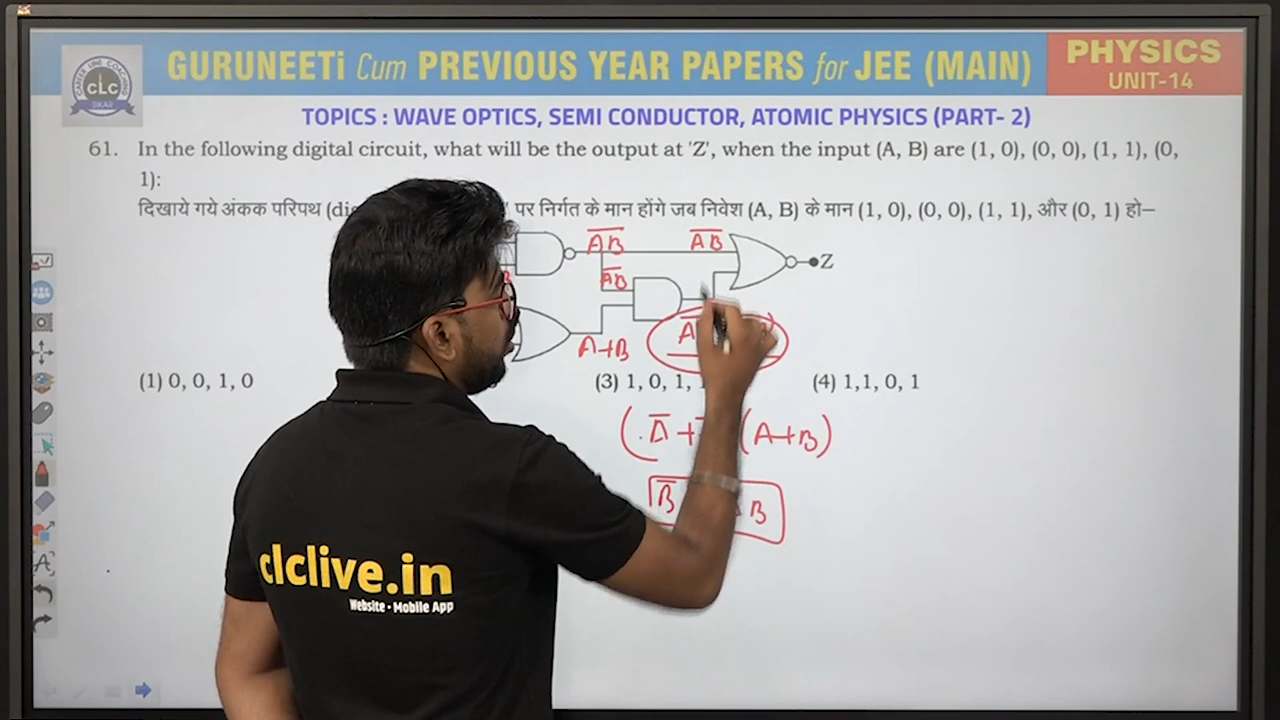 GURUNEETi Cum PREVIOUS YEAR PAPERS for JEE (MAIN)
PHYSICS
UNIT-14
CLC
SIKAR
TOPICS : WAVE OPTICS, SEMI CONDUCTOR, ATOMIC PHYSICS (PART- 2)
61. In the following digital circuit, what will be the output at 'Z', when the input (A, B) are (1, 0), (0, 0), (1, 1), (0,
1):
दिखाये गये अंकक परिपथ पर निर्गत के मान होंगे जब निवेश (A, B) के मान (1, 0), (0, 0), (1, 1), और (0, 1) हो–
A̅B̅ A̅B̅
Z
A̅B̅
A+B
(1) 0, 0, 1, 0 (3) 1, 0, 1, (4) 1,1, 0, 1
(A+B)
B̅ B
clclive.in
Website • Mobile App